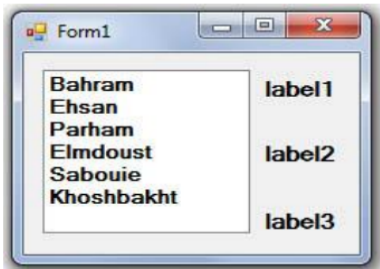 Form1
Bahram
Ehsan
Parham
Elmdoust
Sabouie
Khoshbakht
label1
label2
label3